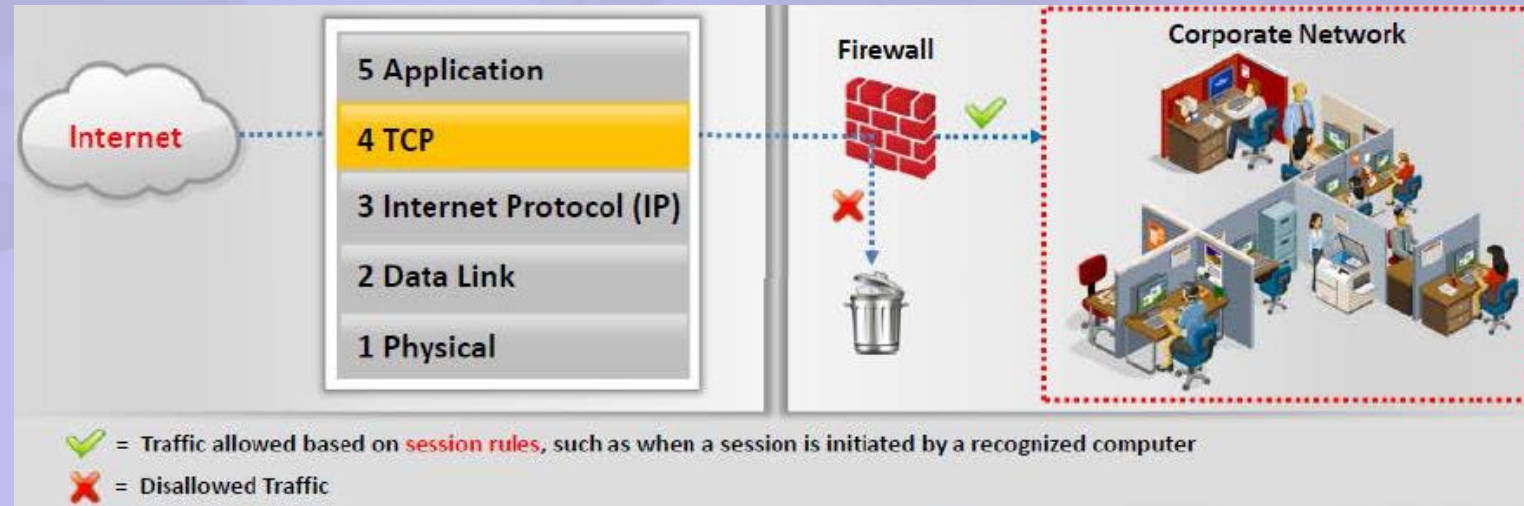 Internet
5 Application
4 TCP
3 Internet Protocol (IP)
2 Data Link
1 Physical
Firewall
Corporate Network
= Traffic allowed based on session rules, such as when a session is initiated by a recognized computer
= Disallowed Traffic